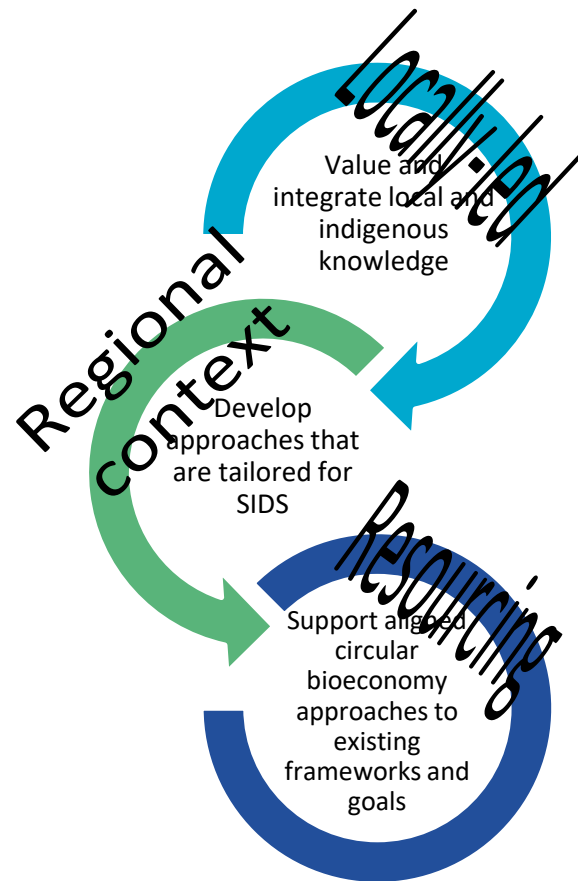 Locally-led
Value and
integrate local and
indigenous
knowledge
Regional
context
Develop
approaches that
are tailored for
SIDS
Resourcing
Support aligned
circular
bioeconomy
approaches to
existing
frameworks and
goals